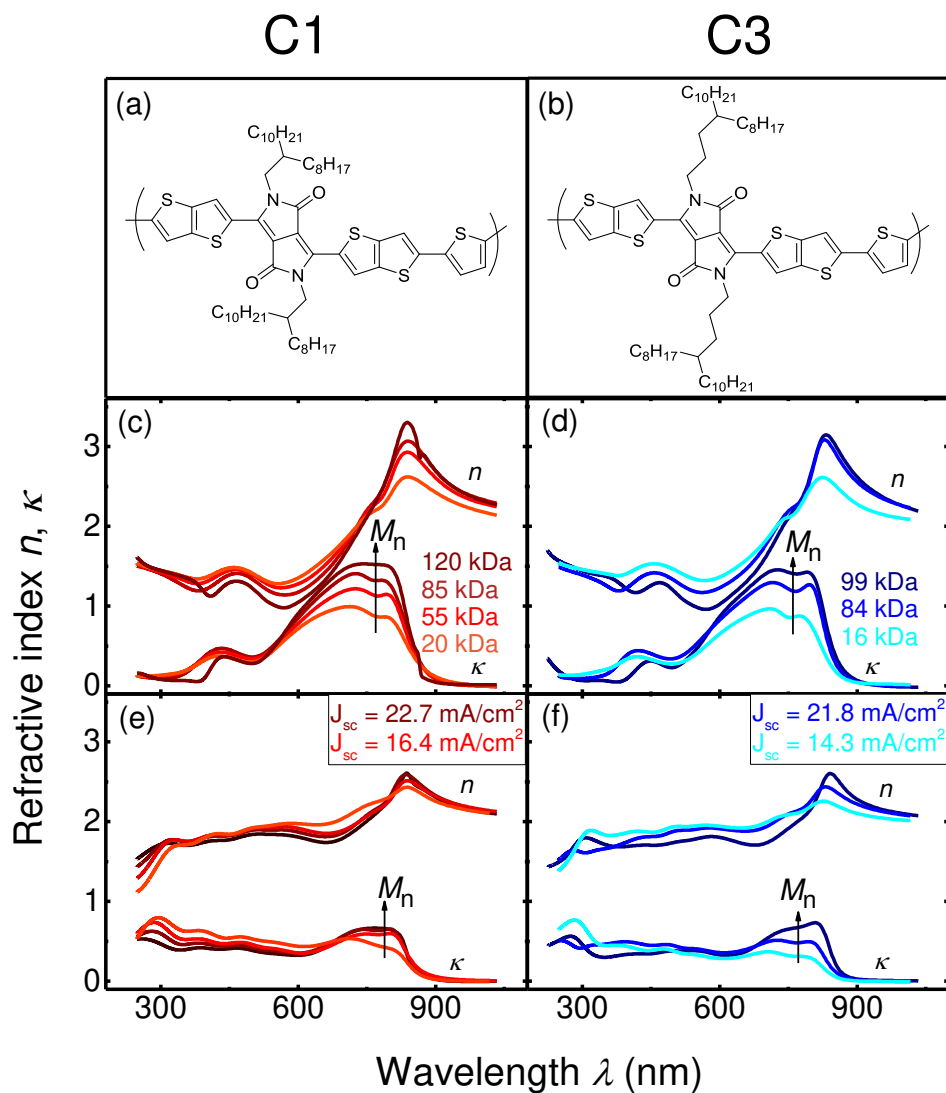 C1
C3
(a)
C₁₀H₂₁
C₈H₁₇
N
O
S
S
S
S
S
O
N
C₁₀H₂₁
C₈H₁₇
(b)
C₁₀H₂₁
C₈H₁₇
N
O
S
S
S
S
S
O
N
C₈H₁₇
C₁₀H₂₁
Refractive index n, κ
(c)
3
2
1
0
n
Mn
120 kDa
85 kDa
55 kDa
20 kDa
κ
(d)
n
Mn
99 kDa
84 kDa
16 kDa
κ
(e)
Jsc = 22.7 mA/cm²
Jsc = 16.4 mA/cm²
3
2
1
0
n
Mn
κ
300 600 900
(f)
Jsc = 21.8 mA/cm²
Jsc = 14.3 mA/cm²
n
Mn
κ
300 600 900
Wavelength λ (nm)